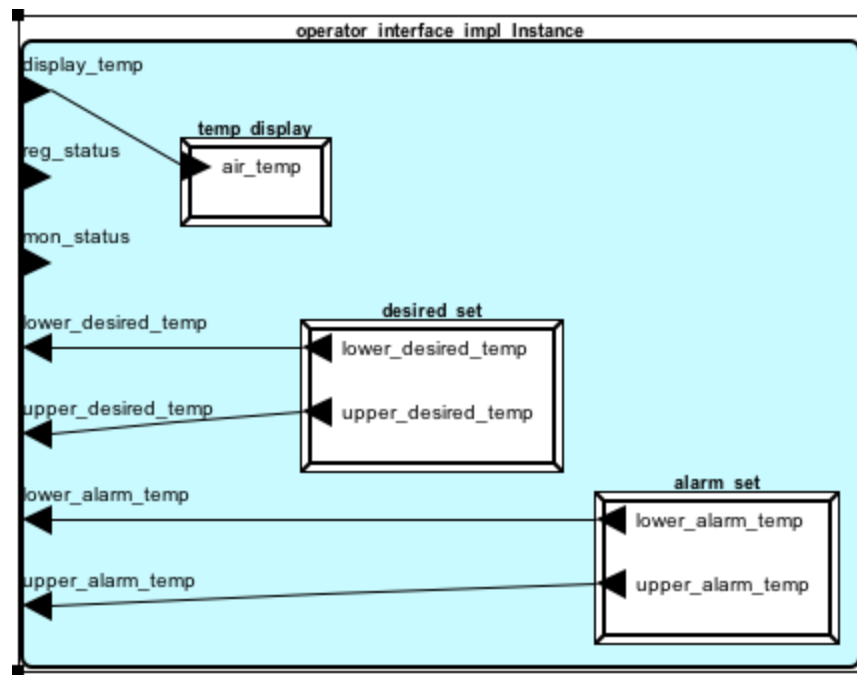 operator_interface_impl_Instance
display_temp
temp_display
reg_status
air_temp
mon_status
desired_set
lower_desired_temp
lower_desired_temp
upper_desired_temp
upper_desired_temp
alarm_set
lower_alarm_temp
lower_alarm_temp
upper_alarm_temp
upper_alarm_temp